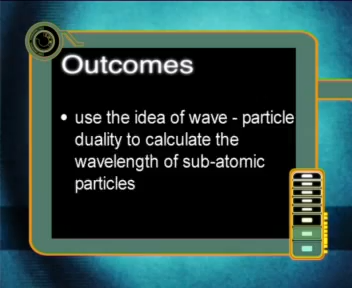 Outcomes
• use the idea of wave - particle
duality to calculate the
wavelength of sub-atomic
particles